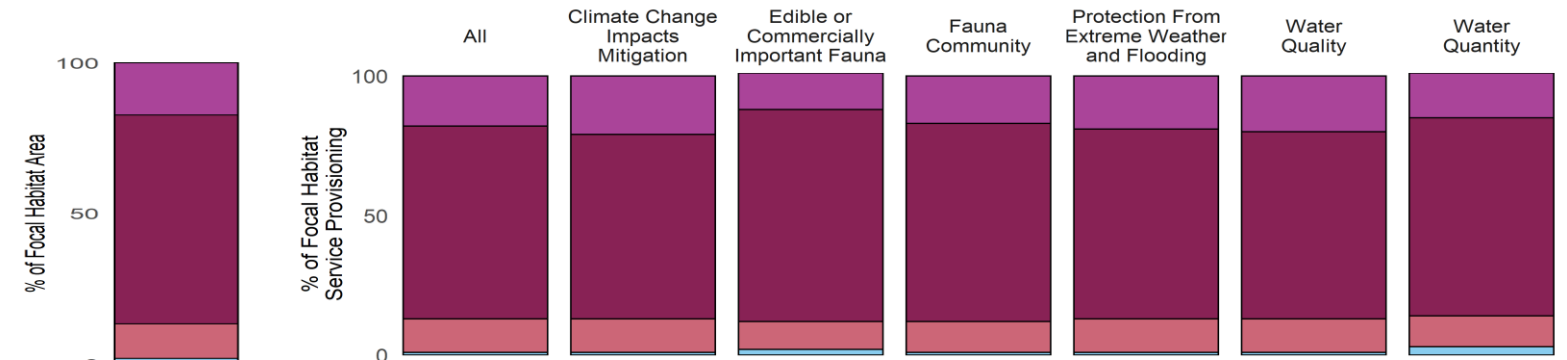 % of Focal Habitat Area
100
50
% of Focal Habitat
Service Provisioning
100
50
0
All
Climate Change
Impacts
Mitigation
Edible or
Commercially
Important Fauna
Fauna
Community
Protection From
Extreme Weather
and Flooding
Water
Quality
Water
Quantity